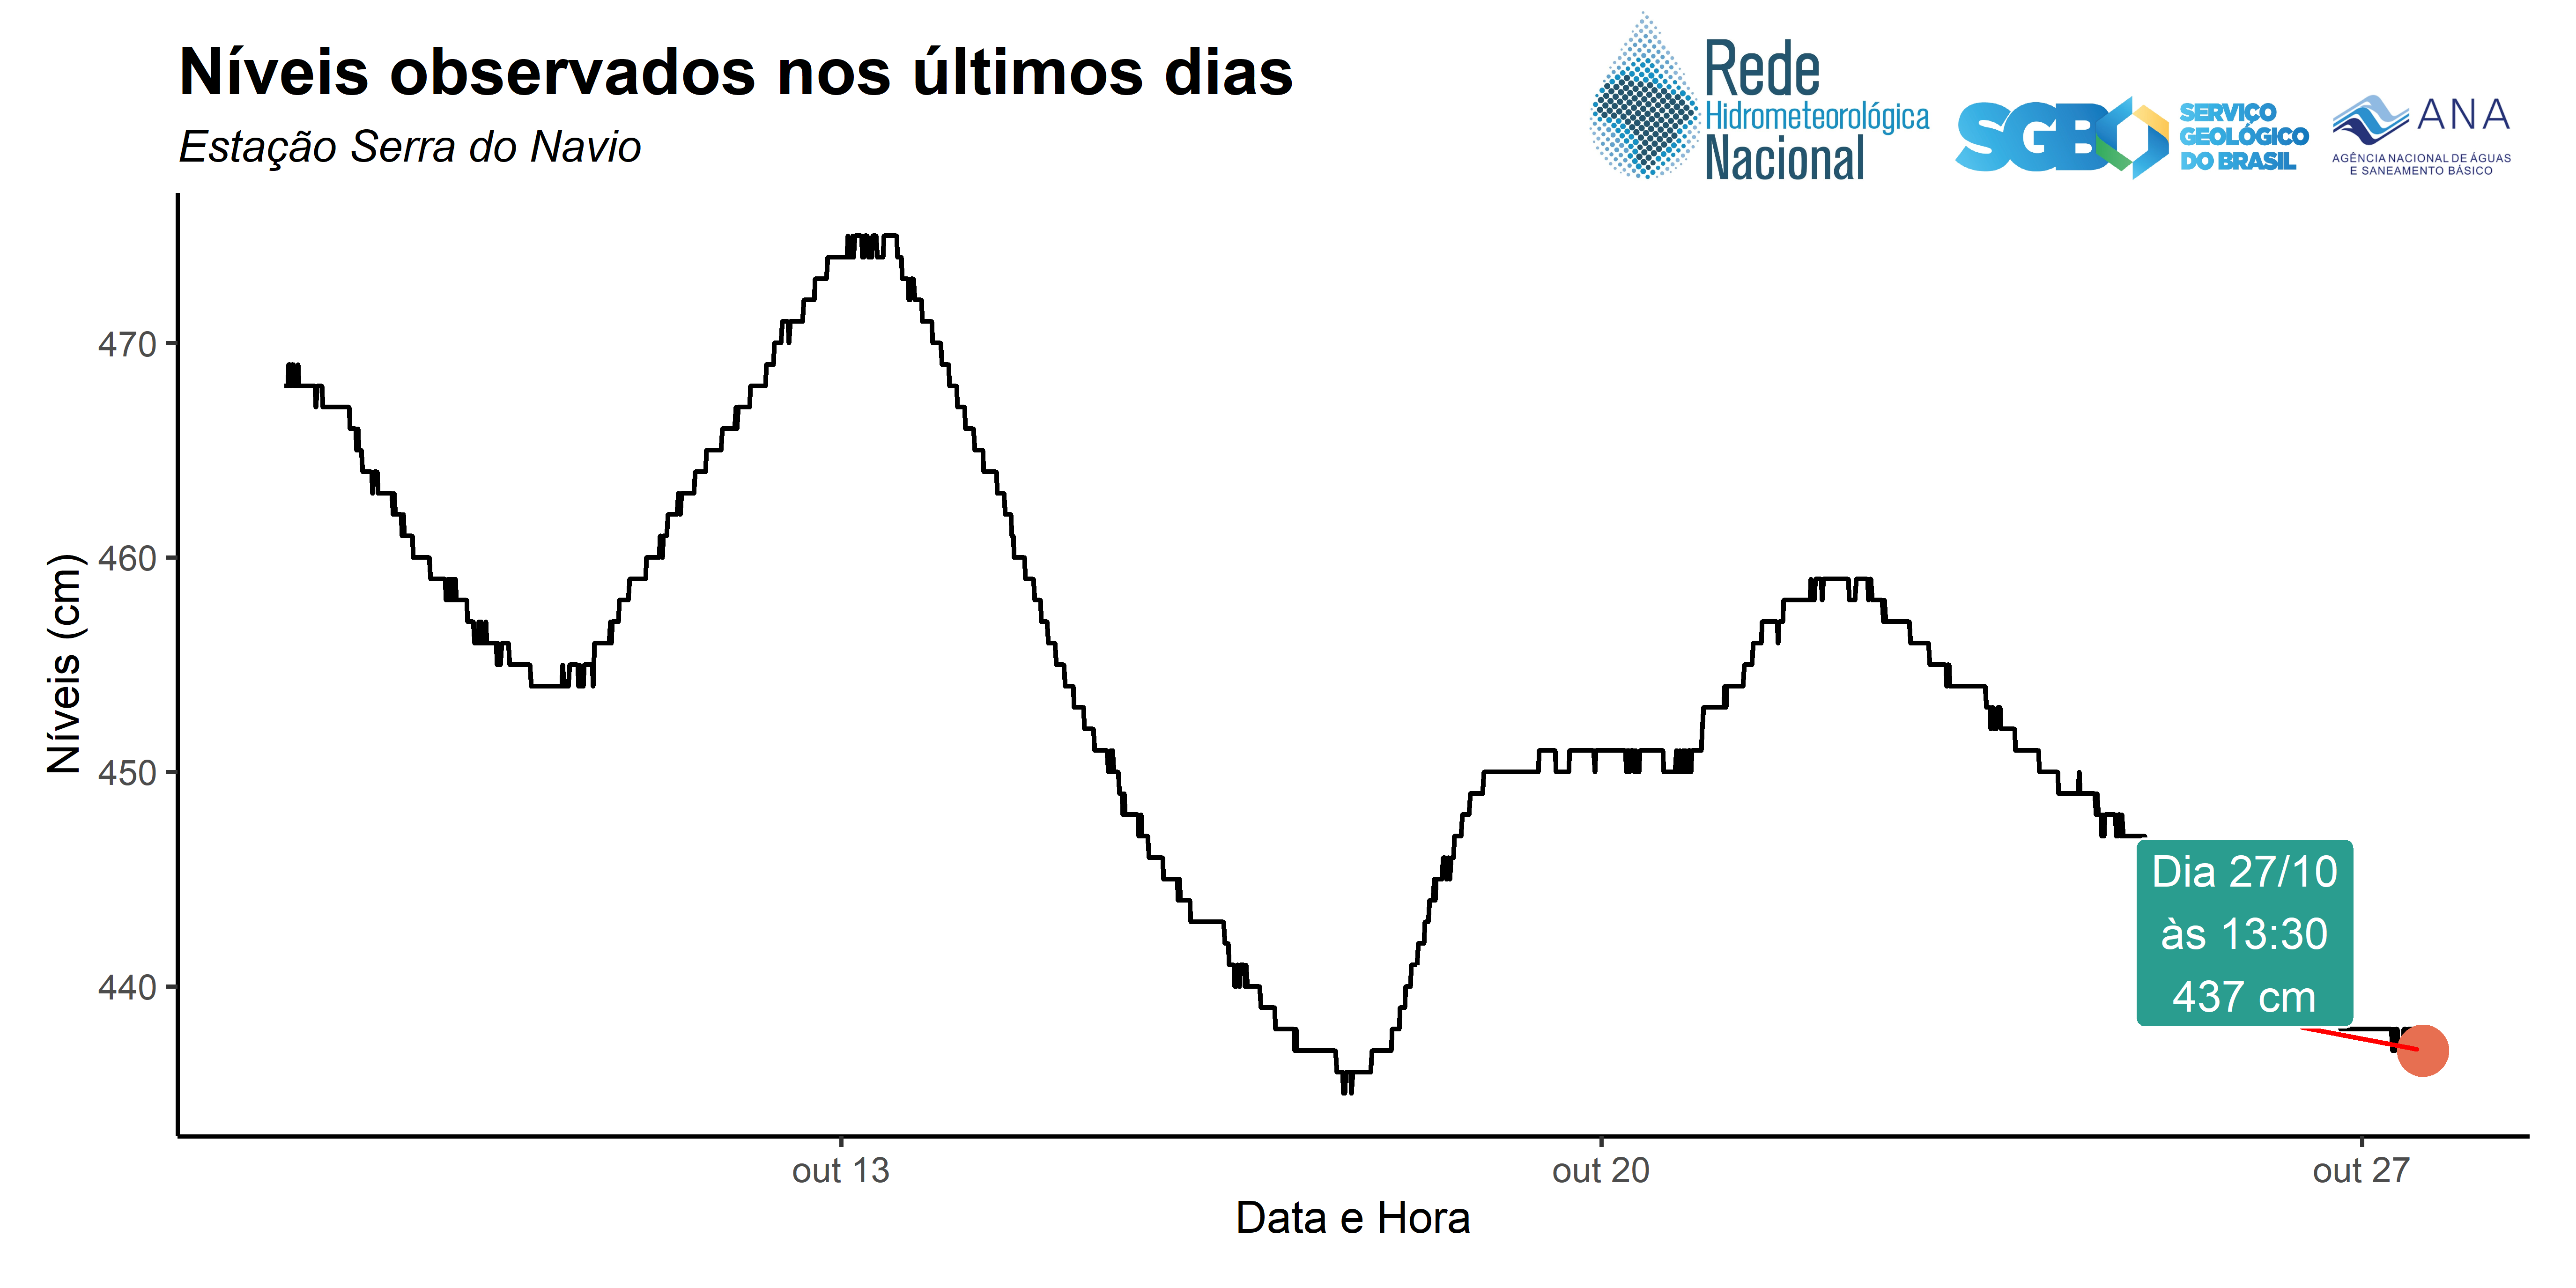 Níveis observados nos últimos dias
Estação Serra do Navio
Rede
Hidrometeorológica
Nacional
SGB
SERVIÇO
GEOLÓGICO
DO BRASIL
ANA
AGÊNCIA NACIONAL DE ÁGUAS
E SANEAMENTO BÁSICO
Níveis (cm)
470
460
450
440
Dia 27/10
às 13:30
437 cm
out 13
out 20
out 27
Data e Hora